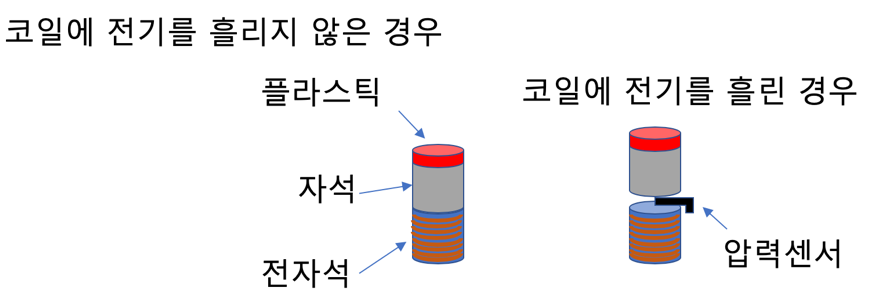 코일에 전기를 흘리지 않은 경우
플라스틱
자석
전자석
코일에 전기를 흘린 경우
압력센서